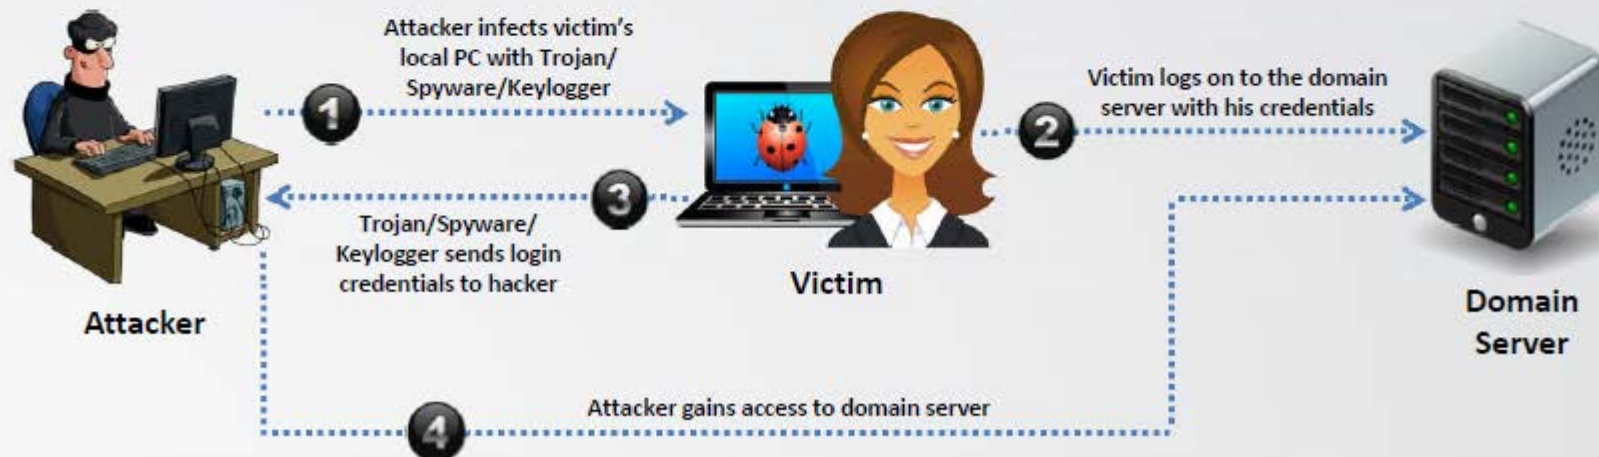 Attacker infects victim's
local PC with Trojan/
Spyware/Keylogger
1
Victim logs on to the domain
server with his credentials
2
3
Trojan/Spyware/
Keylogger sends login
credentials to hacker
Attacker
Victim
Domain
Server
Attacker gains access to domain server
4